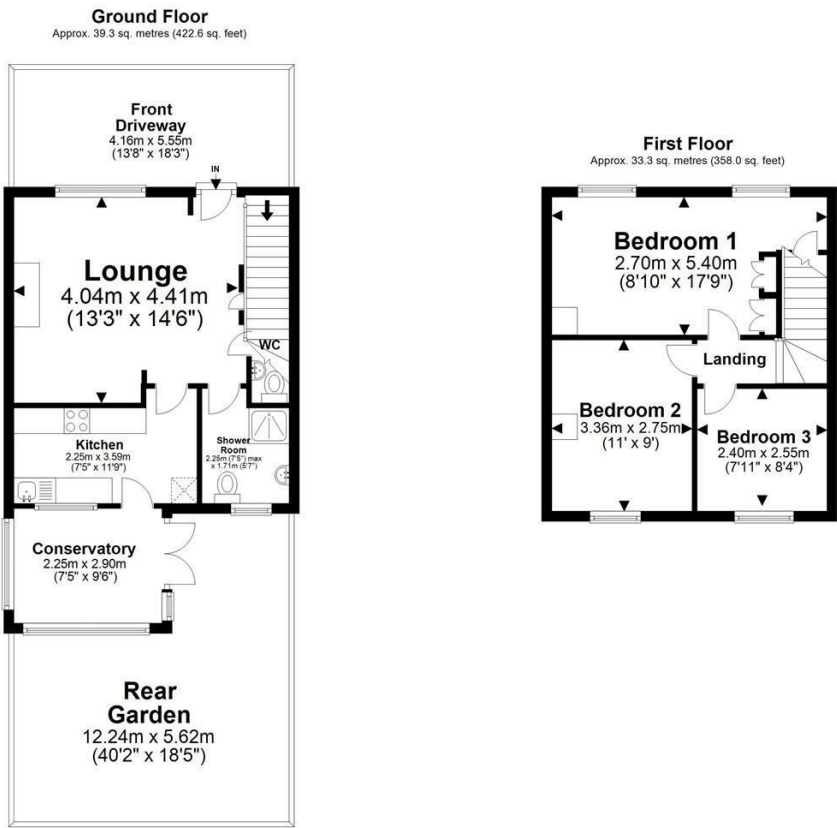 Ground Floor
Approx. 39.3 sq. metres (422.6 sq. feet)
Front
Driveway
4.16m x 5.55m
(13'8" x 18'3")
IN
Lounge
4.04m x 4.41m
(13'3" x 14'6")
WC
Kitchen
2.25m x 3.59m
(7'5" x 11'9")
Shower
Room
2.25m (7'5") max
x 1.71m (5'7")
Conservatory
2.25m x 2.90m
(7'5" x 9'6")
Rear
Garden
12.24m x 5.62m
(40'2" x 18'5")
First Floor
Approx. 33.3 sq. metres (358.0 sq. feet)
Bedroom 1
2.70m x 5.40m
(8'10" x 17'9")
Landing
Bedroom 2
3.36m x 2.75m
(11' x 9')
Bedroom 3
2.40m x 2.55m
(7'11" x 8'4")